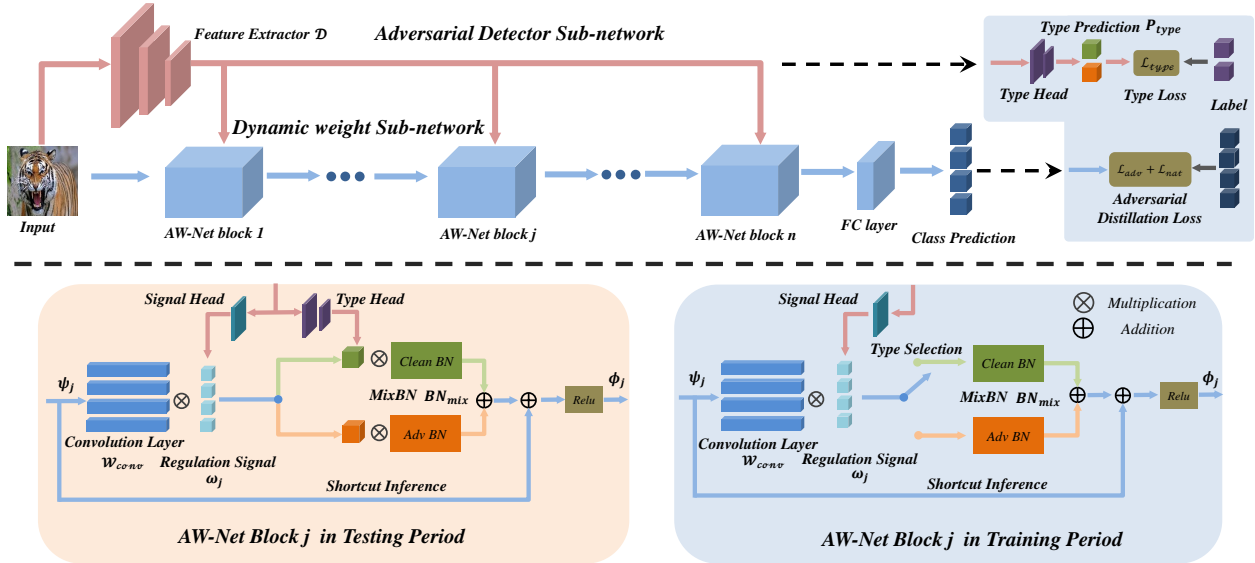 Feature Extractor 𝒟
Adversarial Detector Sub-network
Type Prediction P_type
ℒ_type
Type Head
Type Loss
Label
Dynamic weight Sub-network
ℒ_adv + ℒ_nat
Adversarial
Distillation Loss
Input
AW-Net block 1
AW-Net block j
AW-Net block n
FC layer
Class Prediction
Signal Head
Type Head
ψ_j
Clean BN
MixBN BN_mix
Adv BN
Relu
ϕ_j
Convolution Layer
𝒲_conv
Regulation Signal
ω_j
Shortcut Inference
AW-Net Block j in Testing Period
Signal Head
Multiplication
Addition
Type Selection
ψ_j
Clean BN
MixBN BN_mix
Adv BN
Relu
ϕ_j
Convolution Layer
𝒲_conv
Regulation Signal
ω_j
Shortcut Inference
AW-Net Block j in Training Period